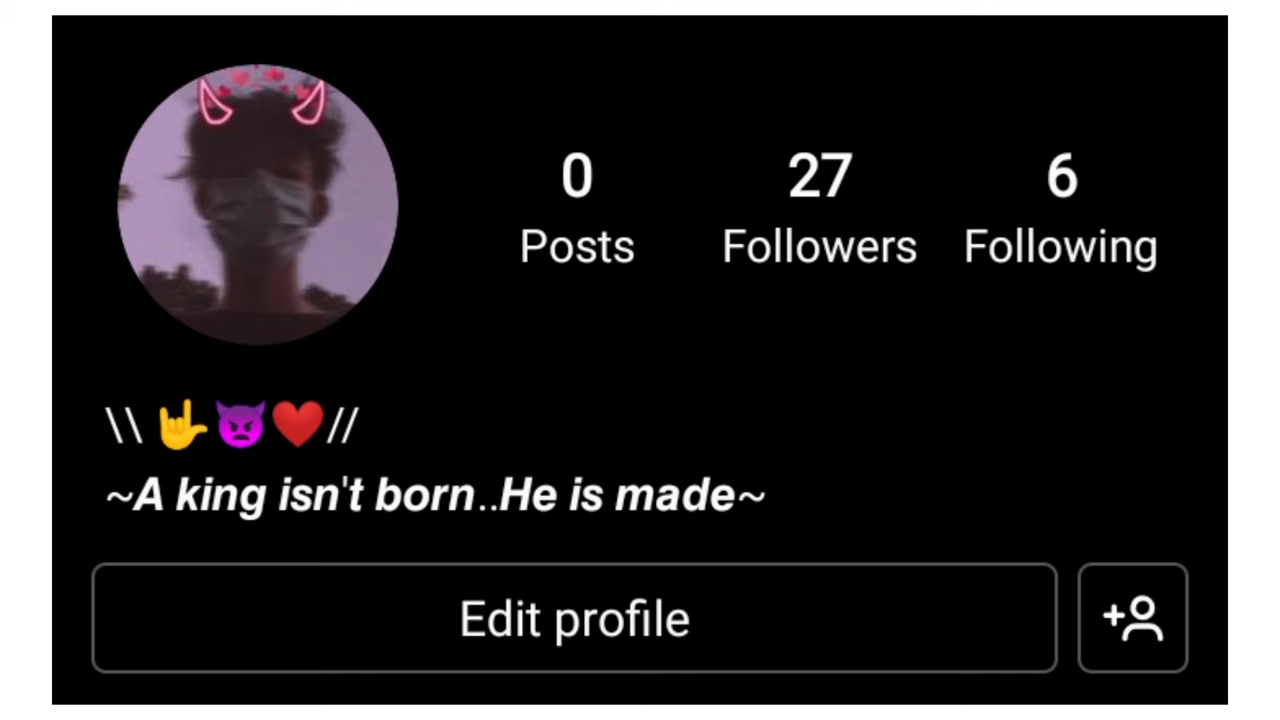 0 27 6
Posts Followers Following
\\ 🤟😈❤️//
~A king isn't born..He is made~
Edit profile